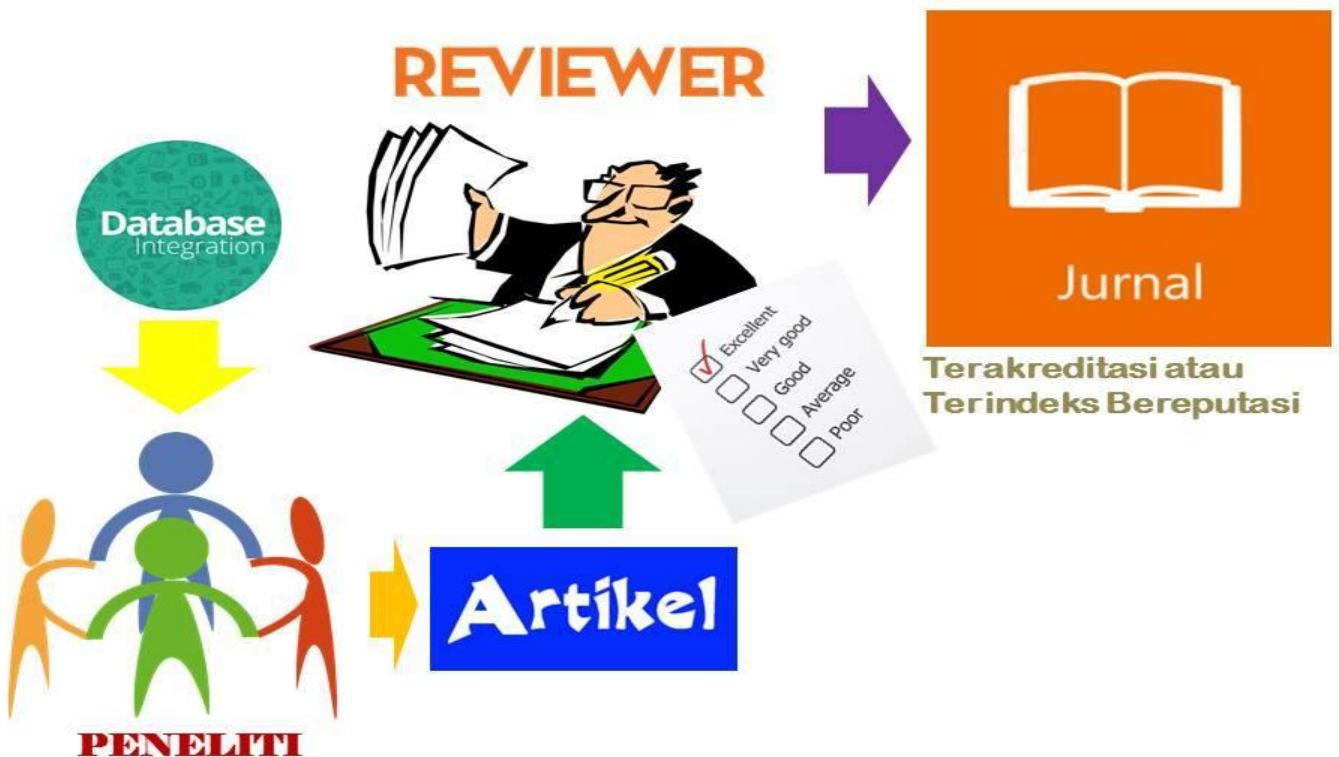 REVIEWER
Database
Integration
Excellent
Very good
Good
Average
Poor
Jurnal
Terakreditasi atau
Terindeks Bereputasi
Artikel
PENELITI